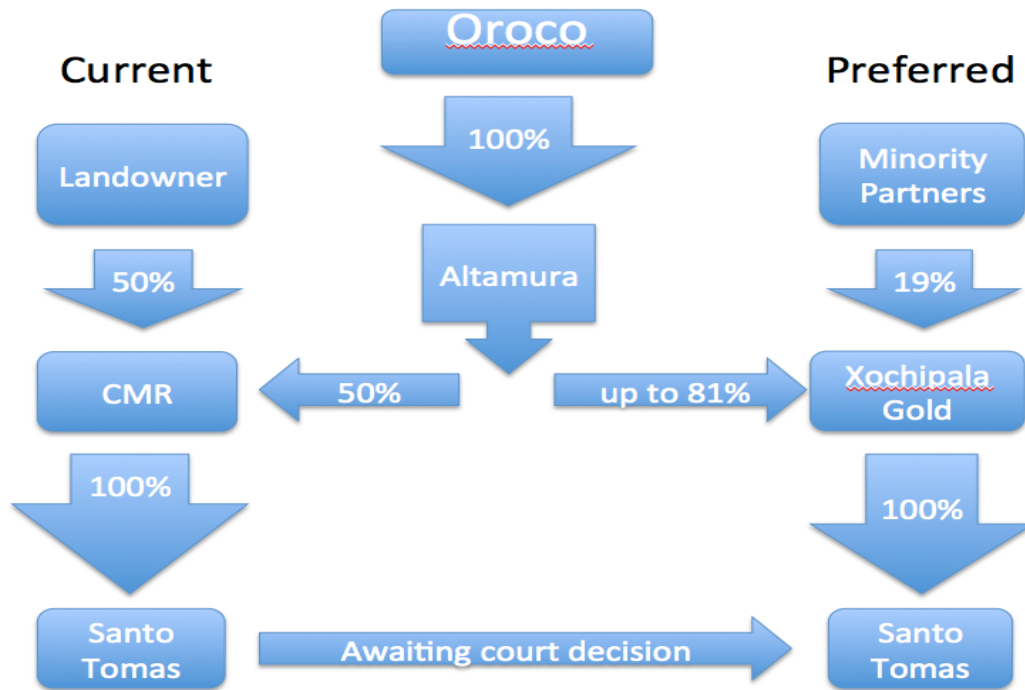 Oroco
Current
Preferred
100%
Landowner
Minority
Partners
50%
Altamura
19%
CMR
50%
up to 81%
Xochipala
Gold
100%
100%
Santo
Tomas
Awaiting court decision
Santo
Tomas